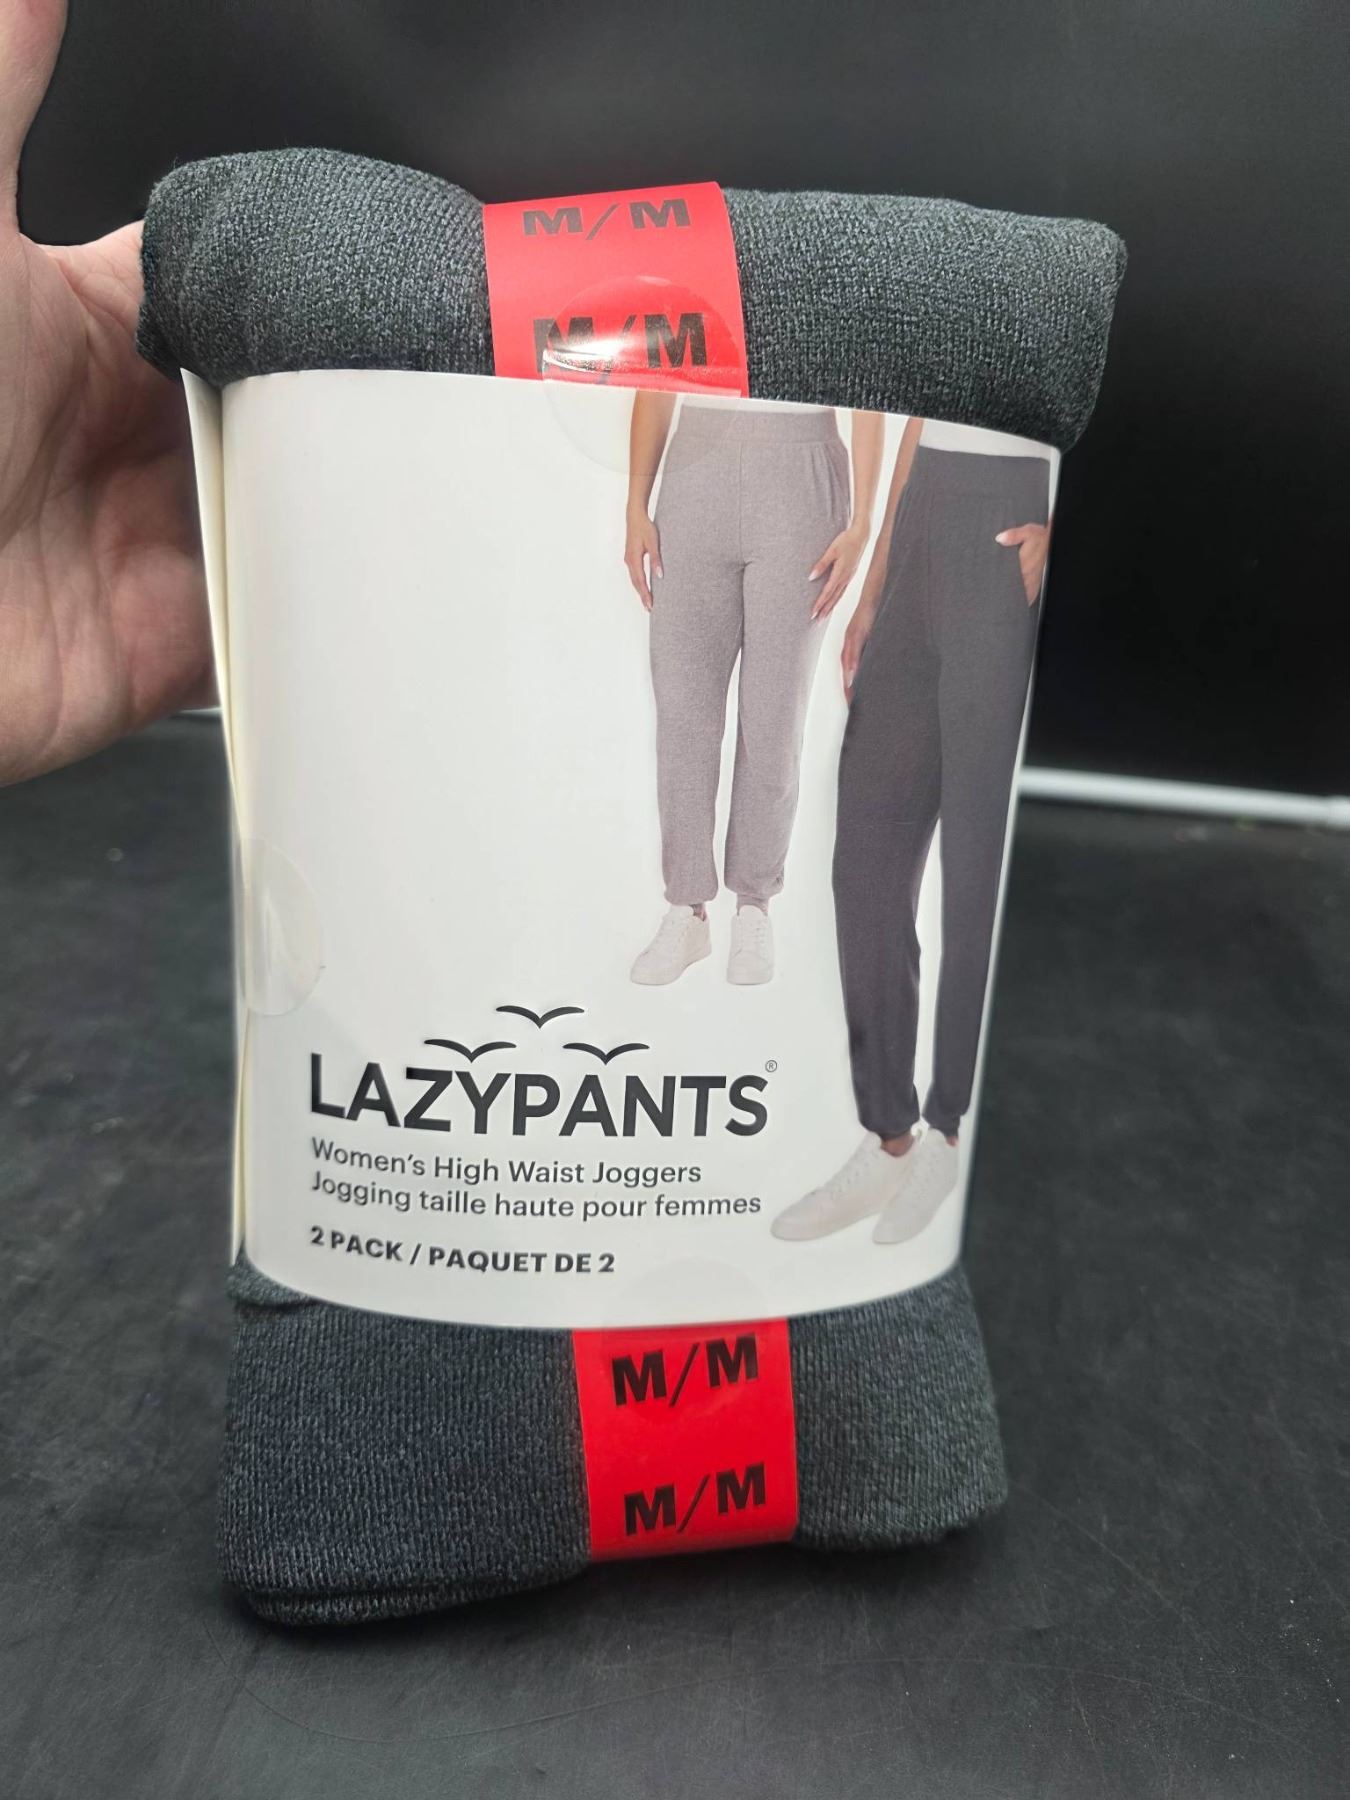 M/M
M/M
LAZYPANTS®
Women's High Waist Joggers
Jogging taille haute pour femmes
2 PACK / PAQUET DE 2
M/M
M/M